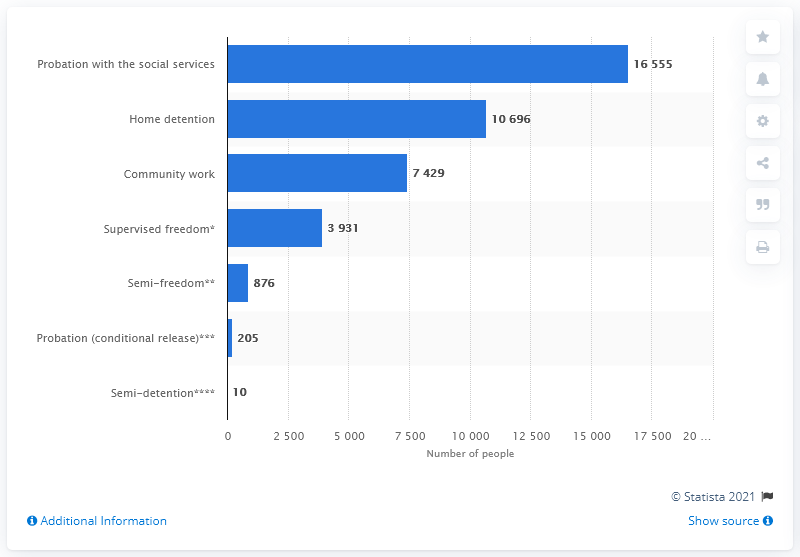 Probation with the social services 16 555
Home detention 10 696
Community work 7 429
Supervised freedom* 3 931
Semi-freedom** 876
Probation (conditional release)*** 205
Semi-detention**** 10
0 2 500 5 000 7 500 10 000 12 500 15 000 17 500 20 ...
Number of people
© Statista 2021
Additional Information Show source